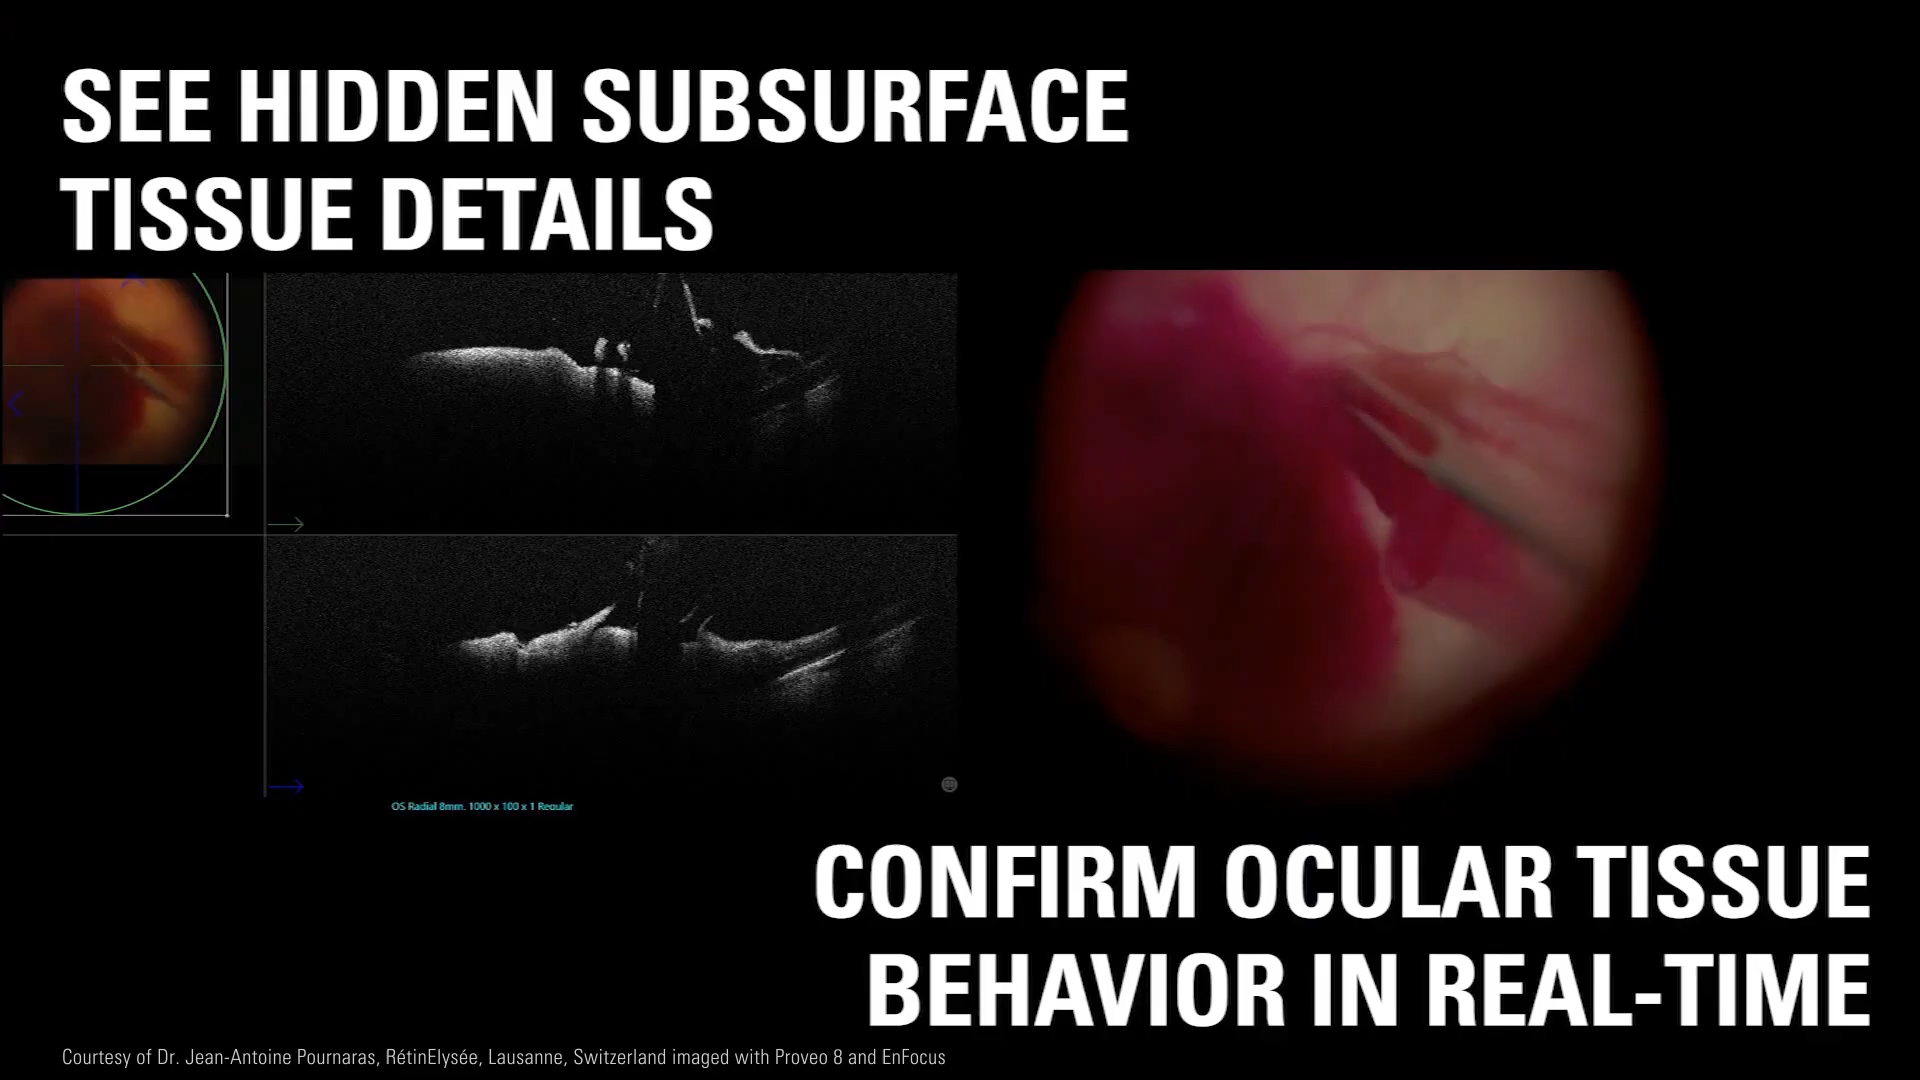 SEE HIDDEN SUBSURFACE
TISSUE DETAILS
OS Radial 8mm. 1000 x 100 x 1 Regular
CONFIRM OCULAR TISSUE
BEHAVIOR IN REAL-TIME
Courtesy of Dr. Jean-Antoine Pournaras, RétinElysée, Lausanne, Switzerland imaged with Proveo 8 and EnFocus